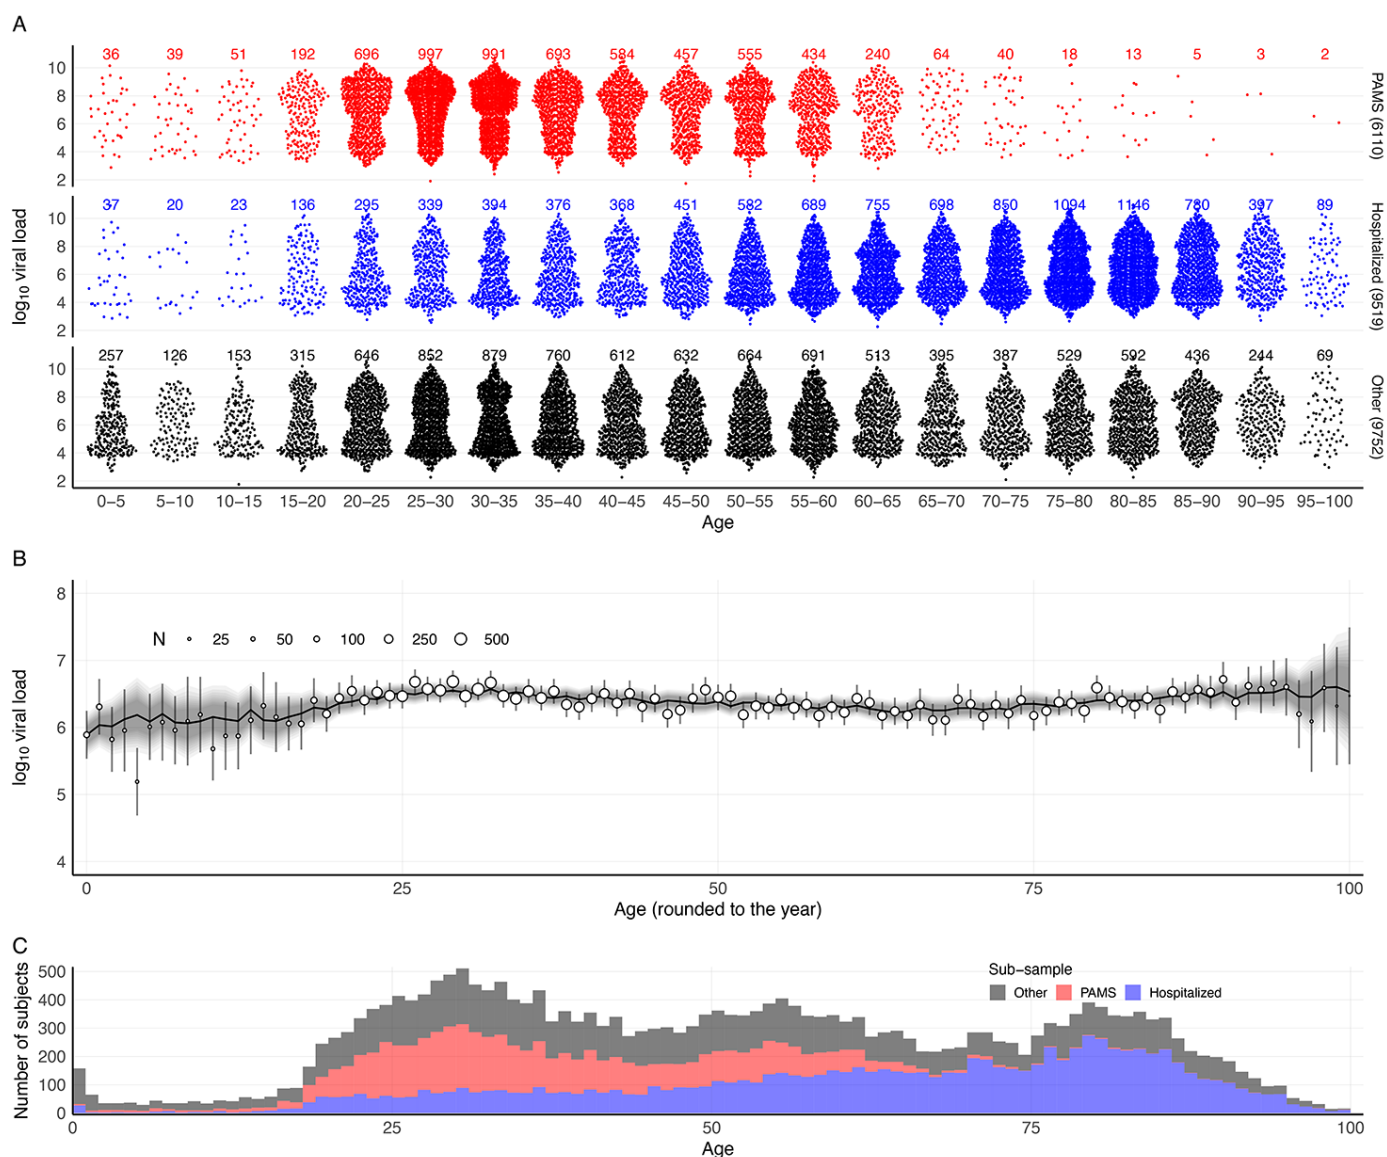 A
36 39 51 192 696 997 991 693 584 457 555 434 240 64 40 18 13 5 3 2
10
8
6
4
2
PAMS (6110)
37 20 23 136 295 339 394 376 368 451 582 689 755 698 850 1094 1146 780 397 89
10
8
6
4
2
Hospitalized (9519)
log10 viral load
257 126 153 315 646 852 879 760 612 632 664 691 513 395 387 529 592 436 244 69
10
8
6
4
2
Other (9752)
0–5 5–10 10–15 15–20 20–25 25–30 30–35 35–40 40–45 45–50 50–55 55–60 60–65 65–70 70–75 75–80 80–85 85–90 90–95 95–100
Age
B
8
N 25 50 100 250 500
7
6
5
4
log10 viral load
0 25 50 75 100
Age (rounded to the year)
C
Number of subjects
500
400
300
200
100
0
Sub−sample
Other PAMS Hospitalized
0 25 50 75 100
Age